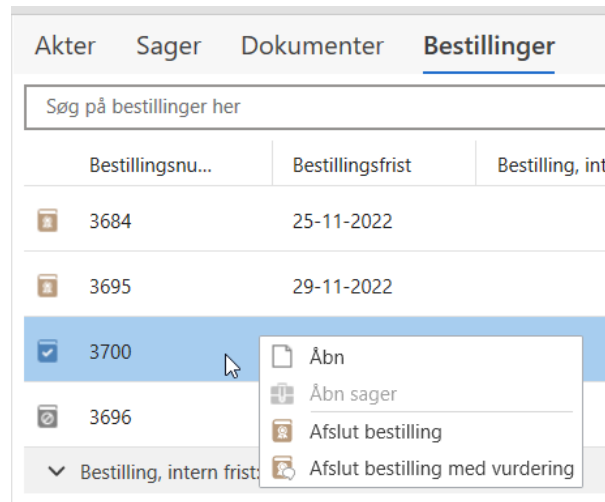 Akter Sager Dokumenter Bestillinger
Søg på bestillinger her
Bestillingsnu... Bestillingsfrist Bestilling, int
3684 25-11-2022
3695 29-11-2022
3700
Åbn
Åbn sager
3696
Afslut bestilling
Bestilling, intern frist:
Afslut bestilling med vurdering